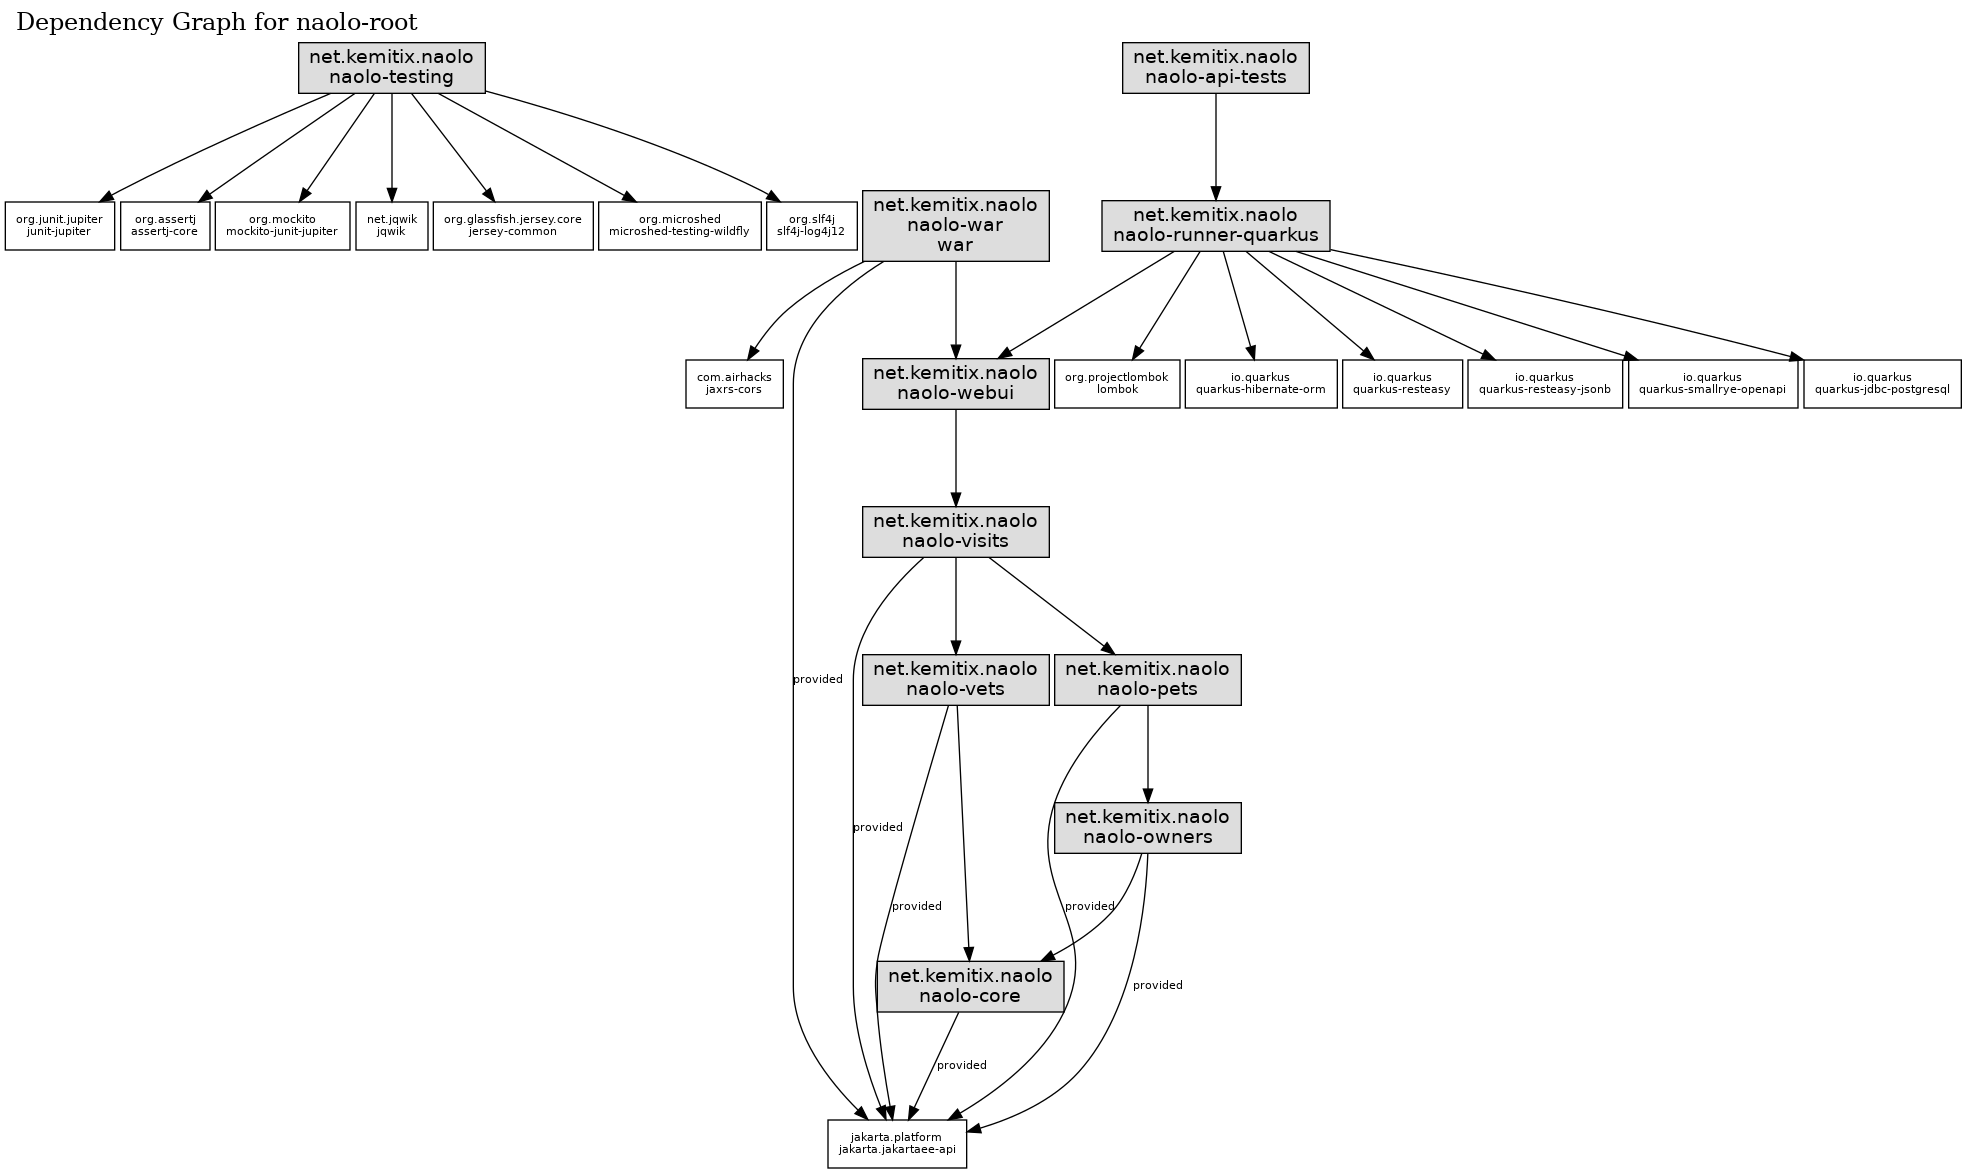 Dependency Graph for naolo-root
net.kemitix.naolo
naolo-testing
net.kemitix.naolo
naolo-api-tests
org.junit.jupiter
junit-jupiter
org.assertj
assertj-core
org.mockito
mockito-junit-jupiter
net.jqwik
jqwik
org.glassfish.jersey.core
jersey-common
org.microshed
microshed-testing-wildfly
org.slf4j
slf4j-log4j12
net.kemitix.naolo
naolo-war
war
net.kemitix.naolo
naolo-runner-quarkus
com.airhacks
jaxrs-cors
net.kemitix.naolo
naolo-webui
org.projectlombok
lombok
io.quarkus
quarkus-hibernate-orm
io.quarkus
quarkus-resteasy
io.quarkus
quarkus-resteasy-jsonb
io.quarkus
quarkus-smallrye-openapi
io.quarkus
quarkus-jdbc-postgresql
net.kemitix.naolo
naolo-visits
provided
net.kemitix.naolo
naolo-vets
net.kemitix.naolo
naolo-pets
provided
net.kemitix.naolo
naolo-owners
provided
provided
net.kemitix.naolo
naolo-core
provided
provided
jakarta.platform
jakarta.jakartaee-api